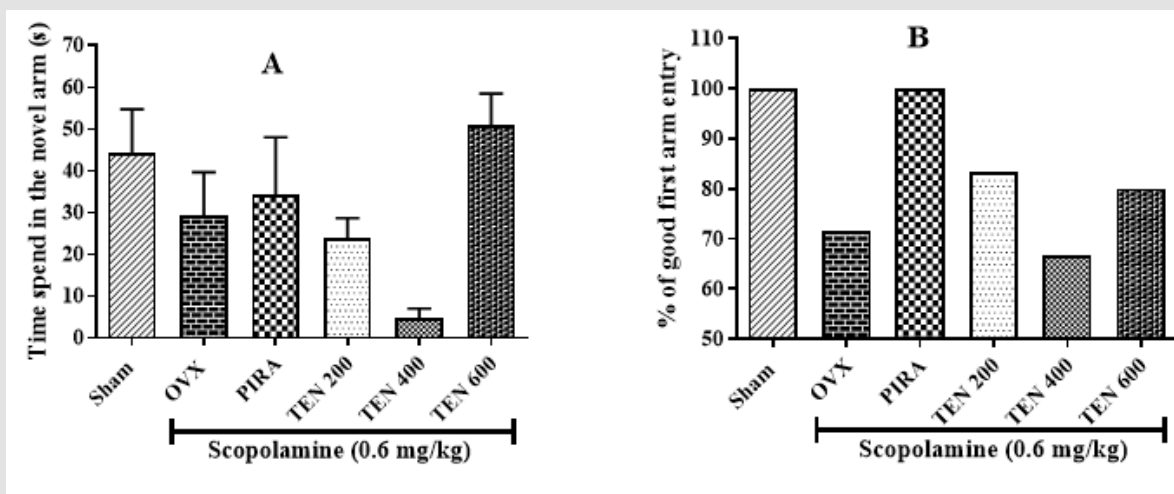 A
Time spend in the novel arm (s)
70
60
50
40
30
20
10
0
Sham
OVX
PIRA
TEN 200
TEN 400
TEN 600
Scopolamine (0.6 mg/kg)
B
% of good first arm entry
110
100
90
80
70
60
50
Sham
OVX
PIRA
TEN 200
TEN 400
TEN 600
Scopolamine (0.6 mg/kg)